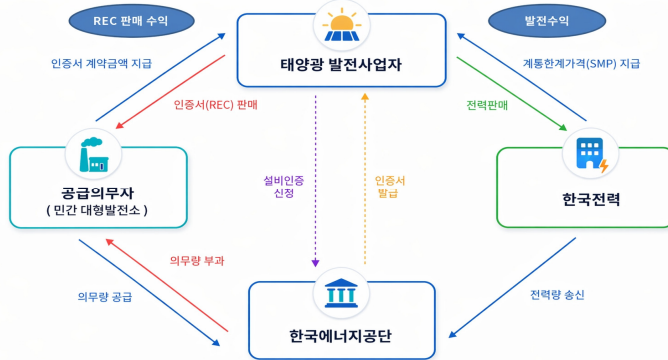 REC 판매 수익
발전수익
인증서 계약금액 지급
태양광 발전사업자
계통한계가격(SMP) 지급
인증서(REC) 판매
전력판매
공급의무자
( 민간 대형발전소 )
설비인증
신정
인증서
발급
한국전력
의무량 부과
의무량 공급
전력량 송신
한국에너지공단